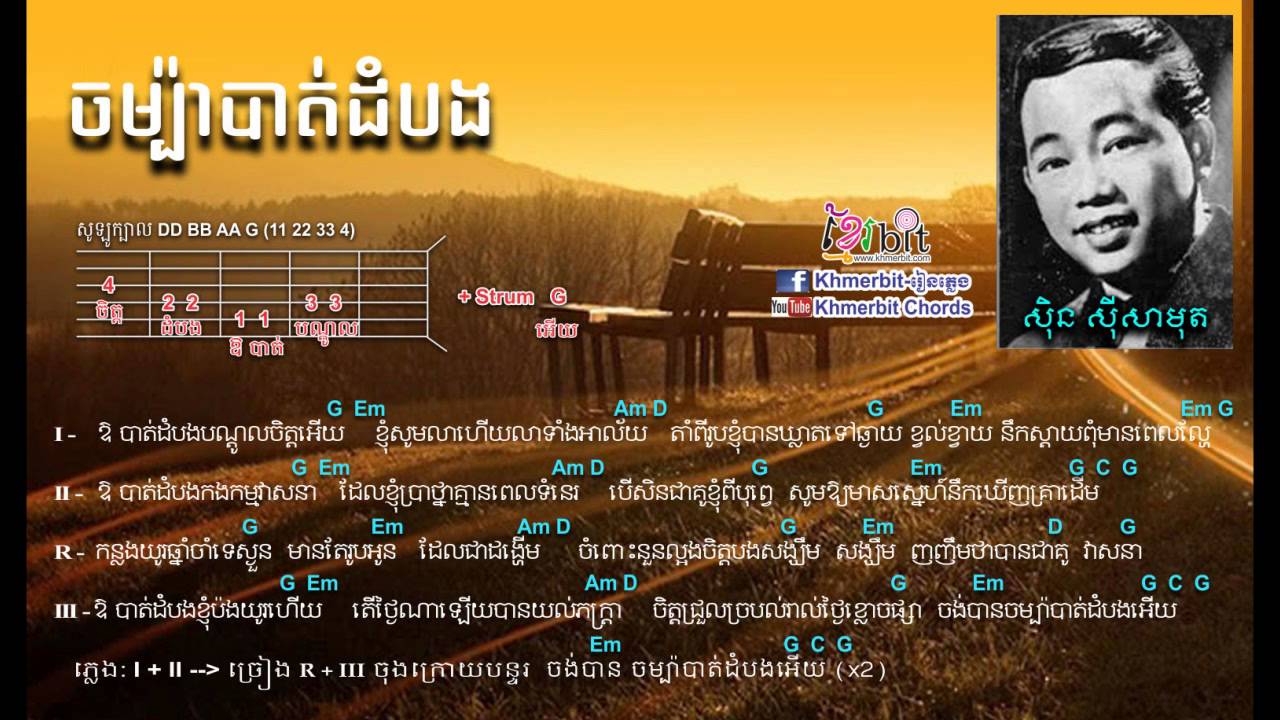 ចម្ប៉ាបាត់ដំបង
សូឡូក្បាល DD BB AA G (11 22 33 4)
4
ចិត្ត
2 2
ដំបង
1 1
ឱ បាត់
3 3
បណ្ដូល
+ Strum G
អើយ
ខ្មែរbit
www.khmerbit.com
f Khmerbit-រៀនភ្លេង
YouTube Khmerbit Chords
ស៊ិន ស៊ីសាមុត
G Em Am D G Em Em G
I - ឱ បាត់ដំបងបណ្ដូលចិត្តអើយ ខ្ញុំសូមលាហើយលាទាំងអាល័យ តាំពីរូបខ្ញុំបានឃ្លាតទៅឆ្ងាយ ខ្វល់ខ្វាយ នឹកស្ដាយពុំមានពេលល្ហែ
G Em Am D G Em G C G
II - ឱ បាត់ដំបងកងកម្មវាសនា ដែលខ្ញុំប្រាថ្នាគ្មានពេលទំនេរ បើសិនជាគូខ្ញុំពីបុព្វេ សូមឱ្យមាសស្នេហ៍នឹកឃើញគ្រាដើម
G Em Am D G Em D G
R - កន្លងយូរឆ្នាំចាំទេស្ងួន មានតែរូបអូន ដែលជាដង្ហើម ចំពោះនួនល្អងចិត្តបងសង្ឃឹម សង្ឃឹម ញញឹមថាបានជាគូ វាសនា
G Em Am D G Em G C G
III - ឱ បាត់ដំបងខ្ញុំប៉ងយូរហើយ តើថ្ងៃណាឡើយបានយល់ភក្ត្រា ចិត្តជ្រួលច្របល់រាល់ថ្ងៃខ្លោចផ្សា ចង់បានចម្ប៉ាបាត់ដំបងអើយ
Em G C G
ភ្លេង: I + II --> ច្រៀង R + III ចុងក្រោយបន្ទរ ចង់បាន ចម្ប៉ាបាត់ដំបងអើយ (x2)